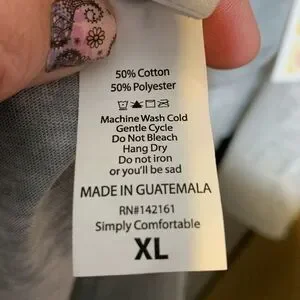 50% Cotton
50% Polyester
Machine Wash Cold
Gentle Cycle
Do Not Bleach
Hang Dry
Do not iron
or you'll be sad
MADE IN GUATEMALA
RN#142161
Simply Comfortable
XL